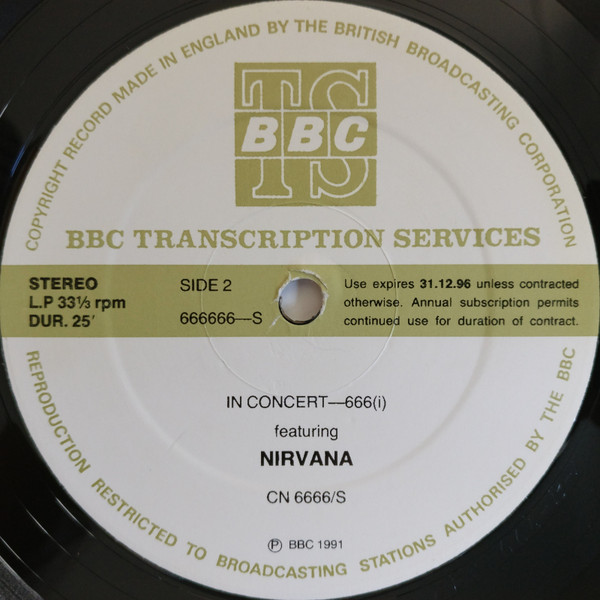 COPYRIGHT RECORD MADE IN ENGLAND BY THE BRITISH BROADCASTING CORPORATION
TS
BBC
BBC TRANSCRIPTION SERVICES
STEREO
L.P 33⅓ rpm
DUR. 25'
SIDE 2
666666—S
Use expires 31.12.96 unless contracted
otherwise. Annual subscription permits
continued use for duration of contract.
IN CONCERT—666(i)
featuring
NIRVANA
CN 6666/S
℗ BBC 1991
REPRODUCTION RESTRICTED TO BROADCASTING STATIONS AUTHORISED BY THE BBC